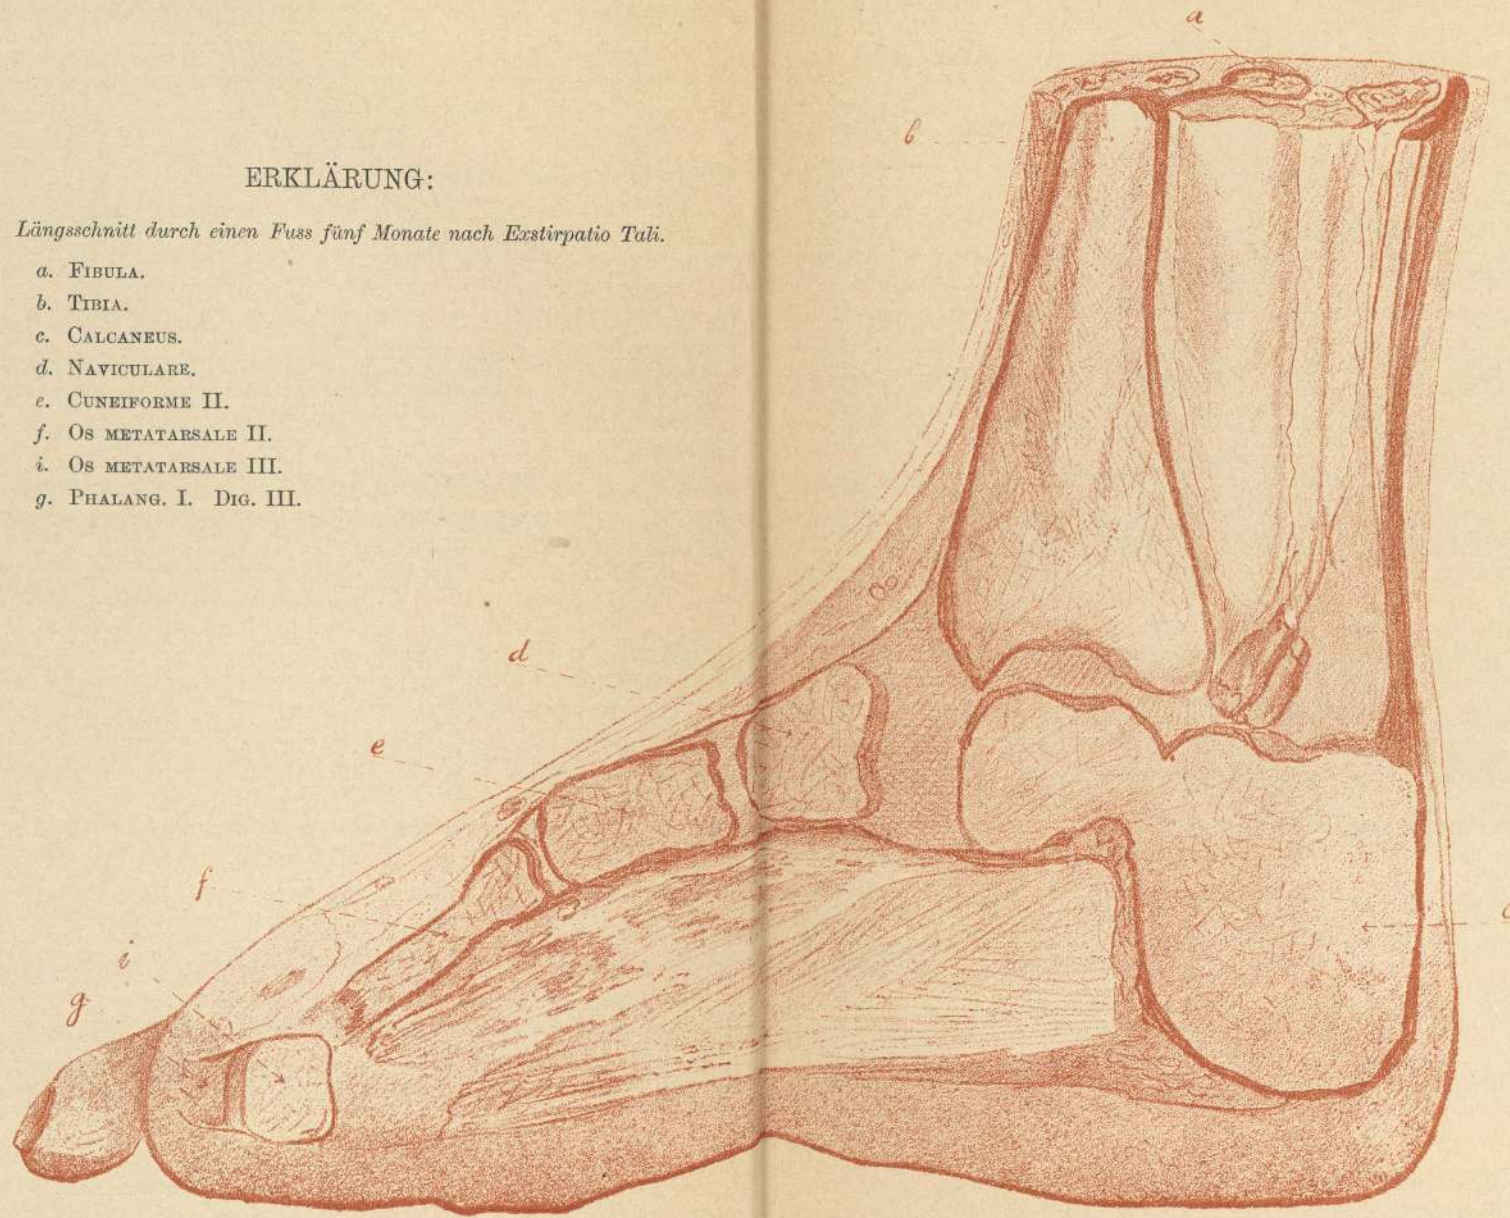 ERKLÄRUNG:
Längsschnitt durch einen Fuss fünf Monate nach Exstirpatio Tali.
a. FIBULA.
b. TIBIA.
c. CALCANEUS.
d. NAVICULARE.
e. CUNEIFORME II.
f. OS METATARSALE II.
i. OS METATARSALE III.
g. PHALANG. I. DIG. III.
a
b
d
e
f
i
g